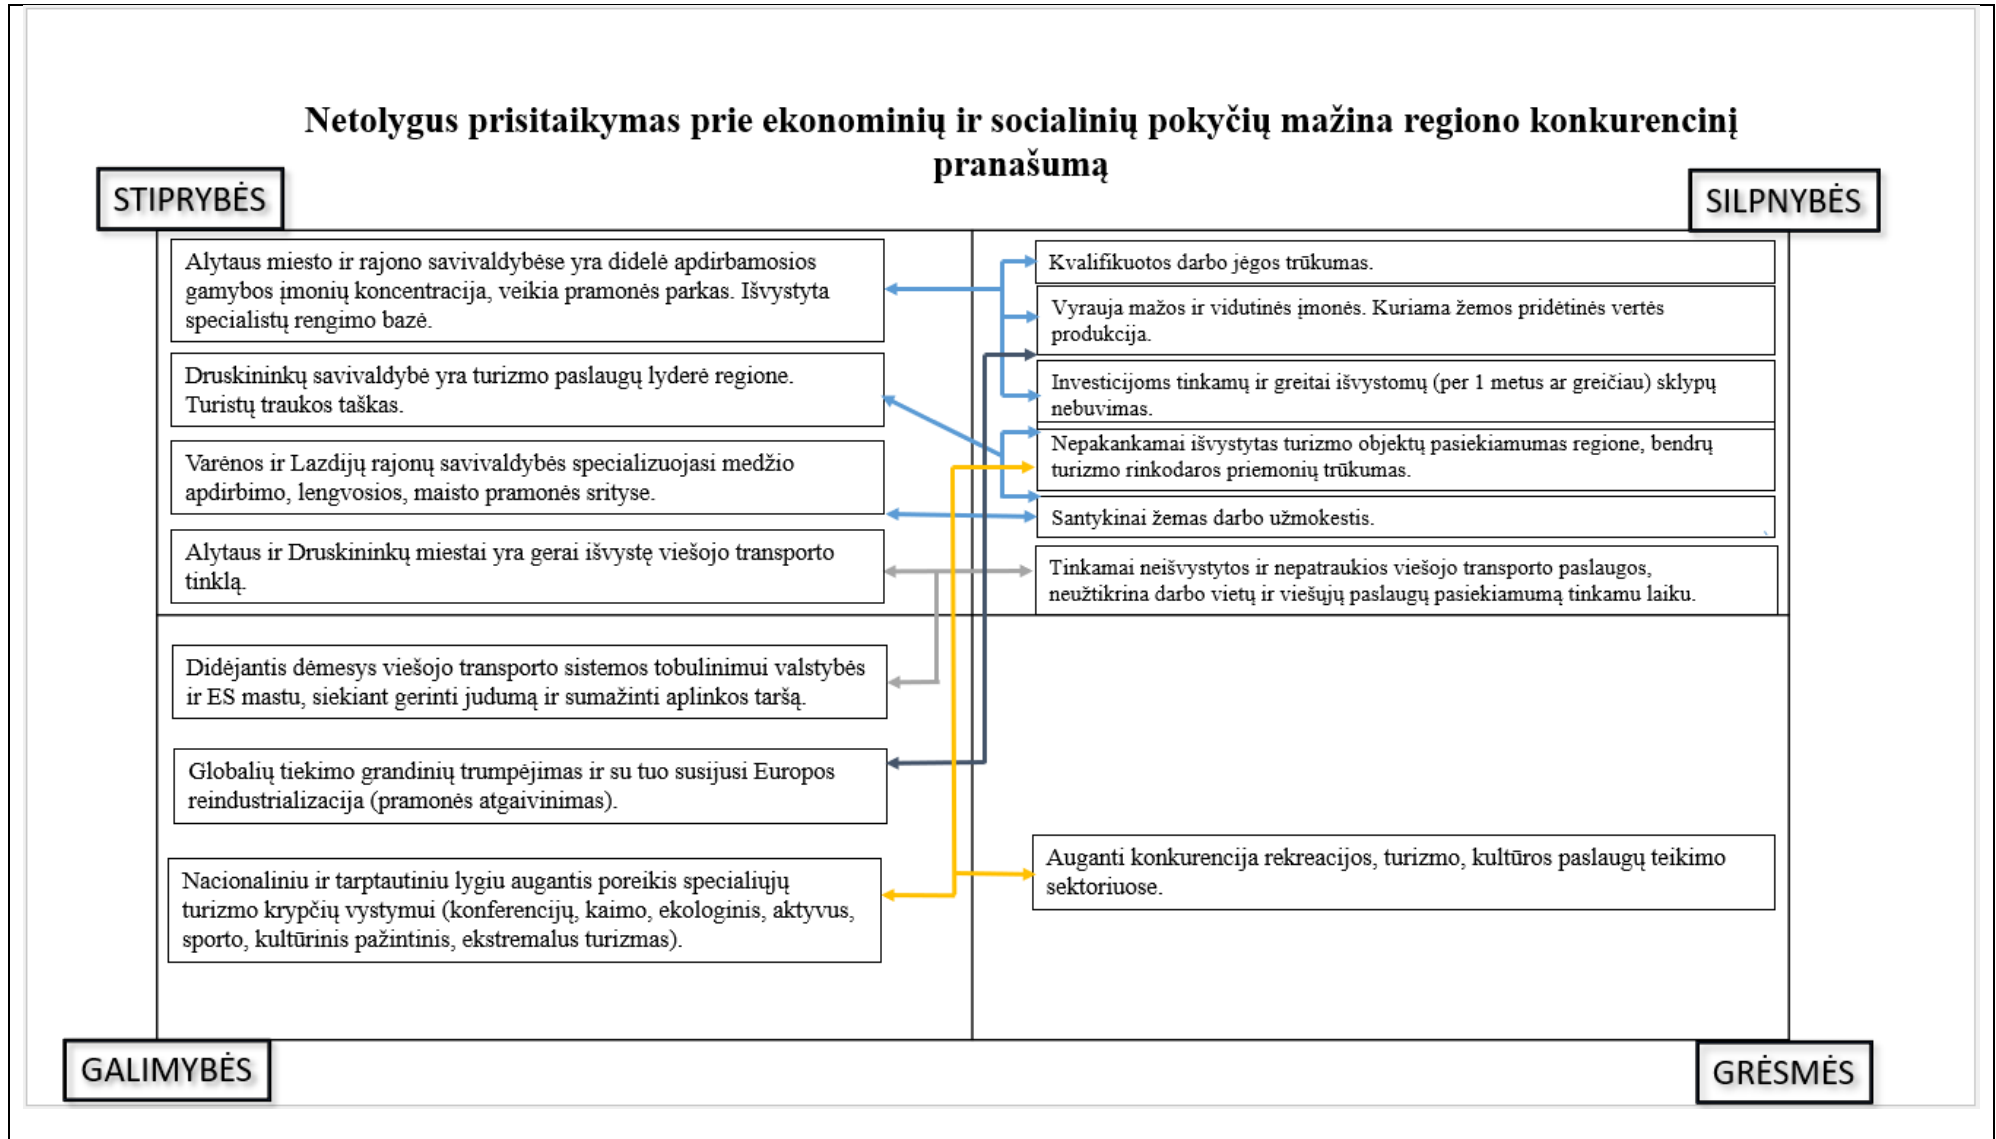 Netolygus prisitaikymas prie ekonominių ir socialinių pokyčių mažina regiono konkurencinį
pranašumą
STIPRYBĖS
SILPNYBĖS
Alytaus miesto ir rajono savivaldybėse yra didelė apdirbamosios
gamybos įmonių koncentracija, veikia pramonės parkas. Išvystyta
specialistų rengimo bazė.
Druskininkų savivaldybė yra turizmo paslaugų lyderė regione.
Turistų traukos taškas.
Varėnos ir Lazdijų rajonų savivaldybės specializuojasi medžio
apdirbimo, lengvosios, maisto pramonės srityse.
Alytaus ir Druskininkų miestai yra gerai išvystę viešojo transporto
tinklą.
Kvalifikuotos darbo jėgos trūkumas.
Vyrauja mažos ir vidutinės įmonės. Kuriama žemos pridėtinės vertės
produkcija.
Investicijoms tinkamų ir greitai išvystomų (per 1 metus ar greičiau) sklypų
nebuvimas.
Nepakankamai išvystytas turizmo objektų pasiekiamumas regione, bendrų
turizmo rinkodaros priemonių trūkumas.
Santykinai žemas darbo užmokestis.
Tinkamai neišvystytos ir nepatraukios viešojo transporto paslaugos,
neužtikrina darbo vietų ir viešųjų paslaugų pasiekiamumą tinkamu laiku.
Didėjantis dėmesys viešojo transporto sistemos tobulinimui valstybės
ir ES mastu, siekiant gerinti judumą ir sumažinti aplinkos taršą.
Globalių tiekimo grandinių trumpėjimas ir su tuo susijusi Europos
reindustrializacija (pramonės atgaivinimas).
Nacionaliniu ir tarptautiniu lygiu augantis poreikis specialiųjų
turizmo krypčių vystymui (konferencijų, kaimo, ekologinis, aktyvus,
sporto, kultūrinis pažintinis, ekstremalus turizmas).
Auganti konkurencija rekreacijos, turizmo, kultūros paslaugų teikimo
sektoriuose.
GALIMYBĖS
GRĖSMĖS